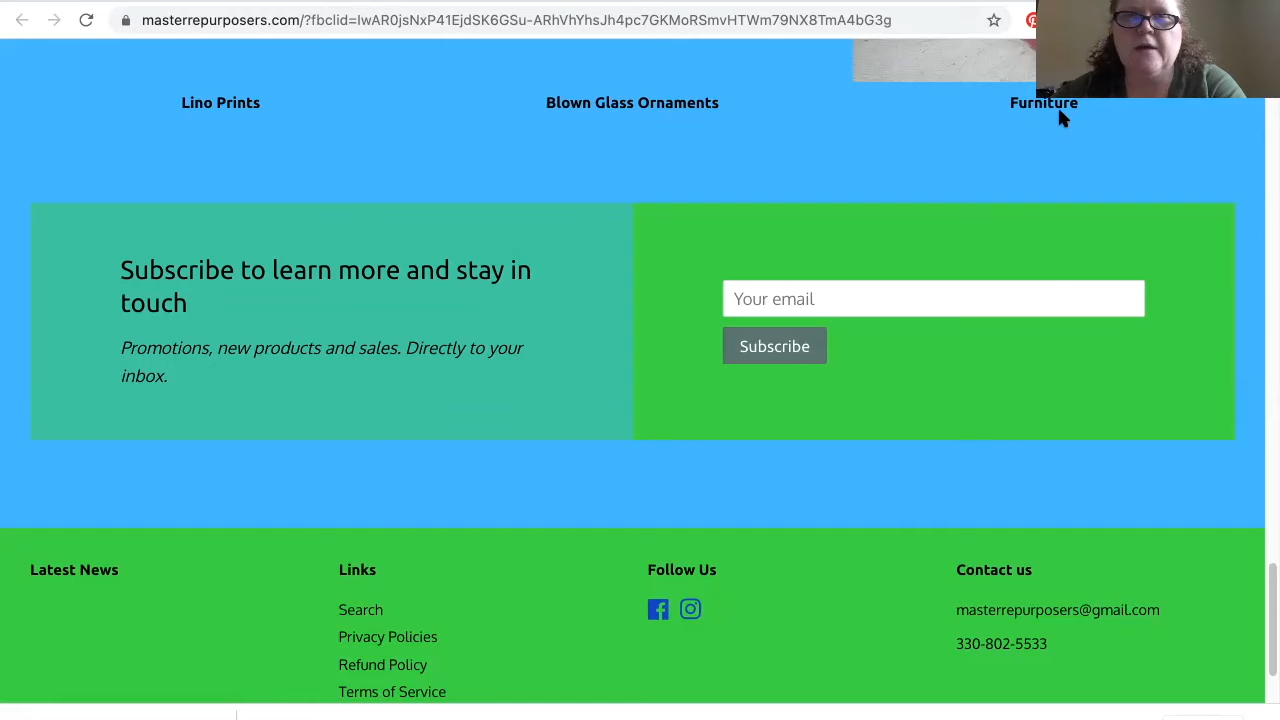 masterrepurposers.com/?fbclid=IwAR0jsNxP41EjdSK6GSu-ARhVhYhsJh4pc7GKMoRSmvHTWm79NX8TmA4bG3g
Lino Prints
Blown Glass Ornaments
Furniture
Subscribe to learn more and stay in
touch
Promotions, new products and sales. Directly to your
inbox.
Your email
Subscribe
Latest News
Links
Search
Privacy Policies
Refund Policy
Terms of Service
Follow Us
Contact us
masterrepurposers@gmail.com
330-802-5533